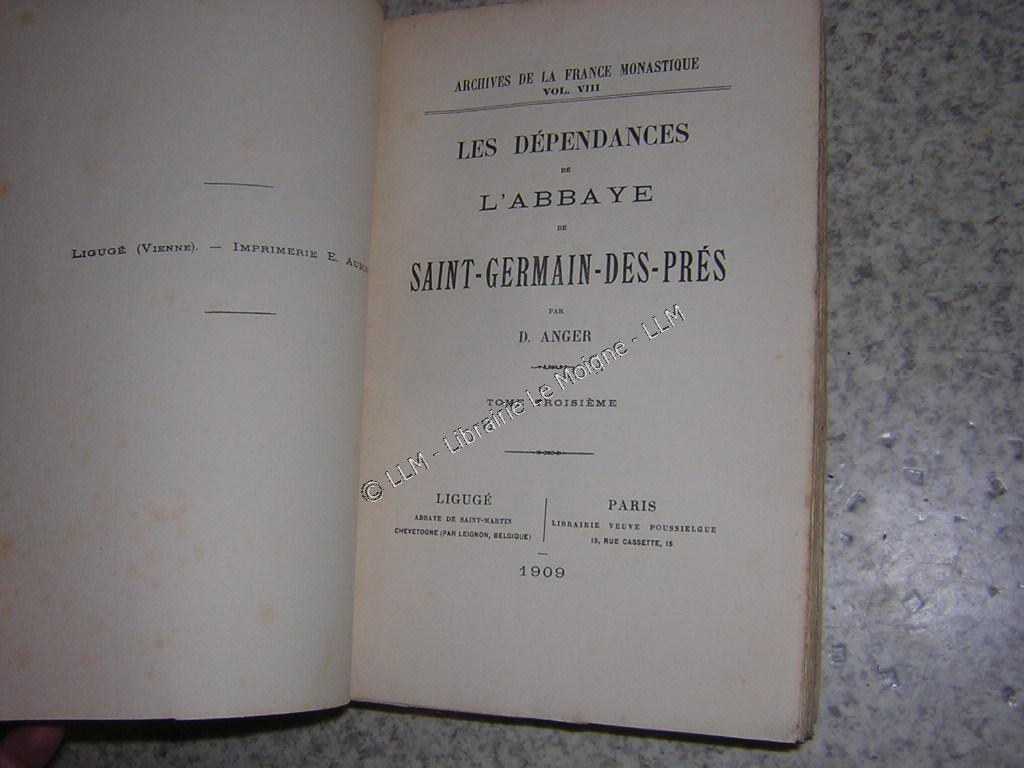 LIGUGÉ (VIENNE). — IMPRIMERIE E. AUBIN
ARCHIVES DE LA FRANCE MONASTIQUE
VOL. VIII
LES DÉPENDANCES
DE
L'ABBAYE
DE
SAINT-GERMAIN-DES-PRÉS
PAR
D. ANGER
TOME TROISIÈME
LIGUGÉ
ABBAYE DE SAINT-MARTIN
CHEVETOGNE (PAR LEIGNON, BELGIQUE)
PARIS
LIBRAIRIE VEUVE POUSSIELGUE
15, RUE CASSETTE, 15
1909
© LLM - Librairie Le Moigne - LLM